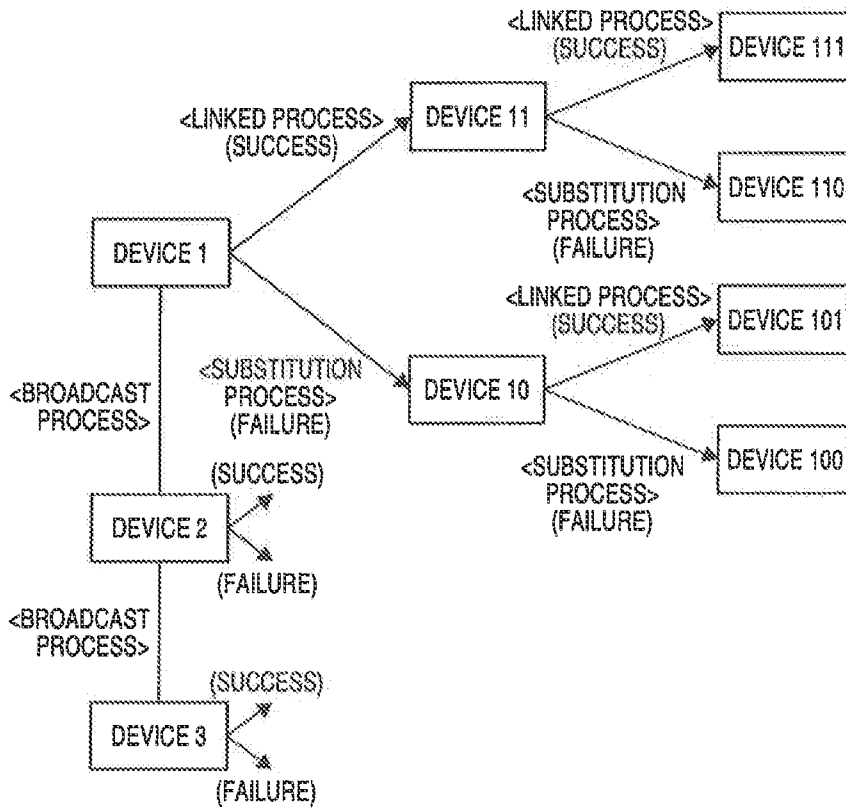 <LINKED PROCESS>
(SUCCESS)
DEVICE 111
<LINKED PROCESS>
(SUCCESS)
DEVICE 11
<SUBSTITUTION
PROCESS>
(FAILURE)
DEVICE 110
DEVICE 1
<LINKED PROCESS>
(SUCCESS)
DEVICE 101
<SUBSTITUTION
PROCESS>
(FAILURE)
DEVICE 10
<SUBSTITUTION
PROCESS>
(FAILURE)
DEVICE 100
<BROADCAST
PROCESS>
(SUCCESS)
DEVICE 2
(FAILURE)
<BROADCAST
PROCESS>
(SUCCESS)
DEVICE 3
(FAILURE)